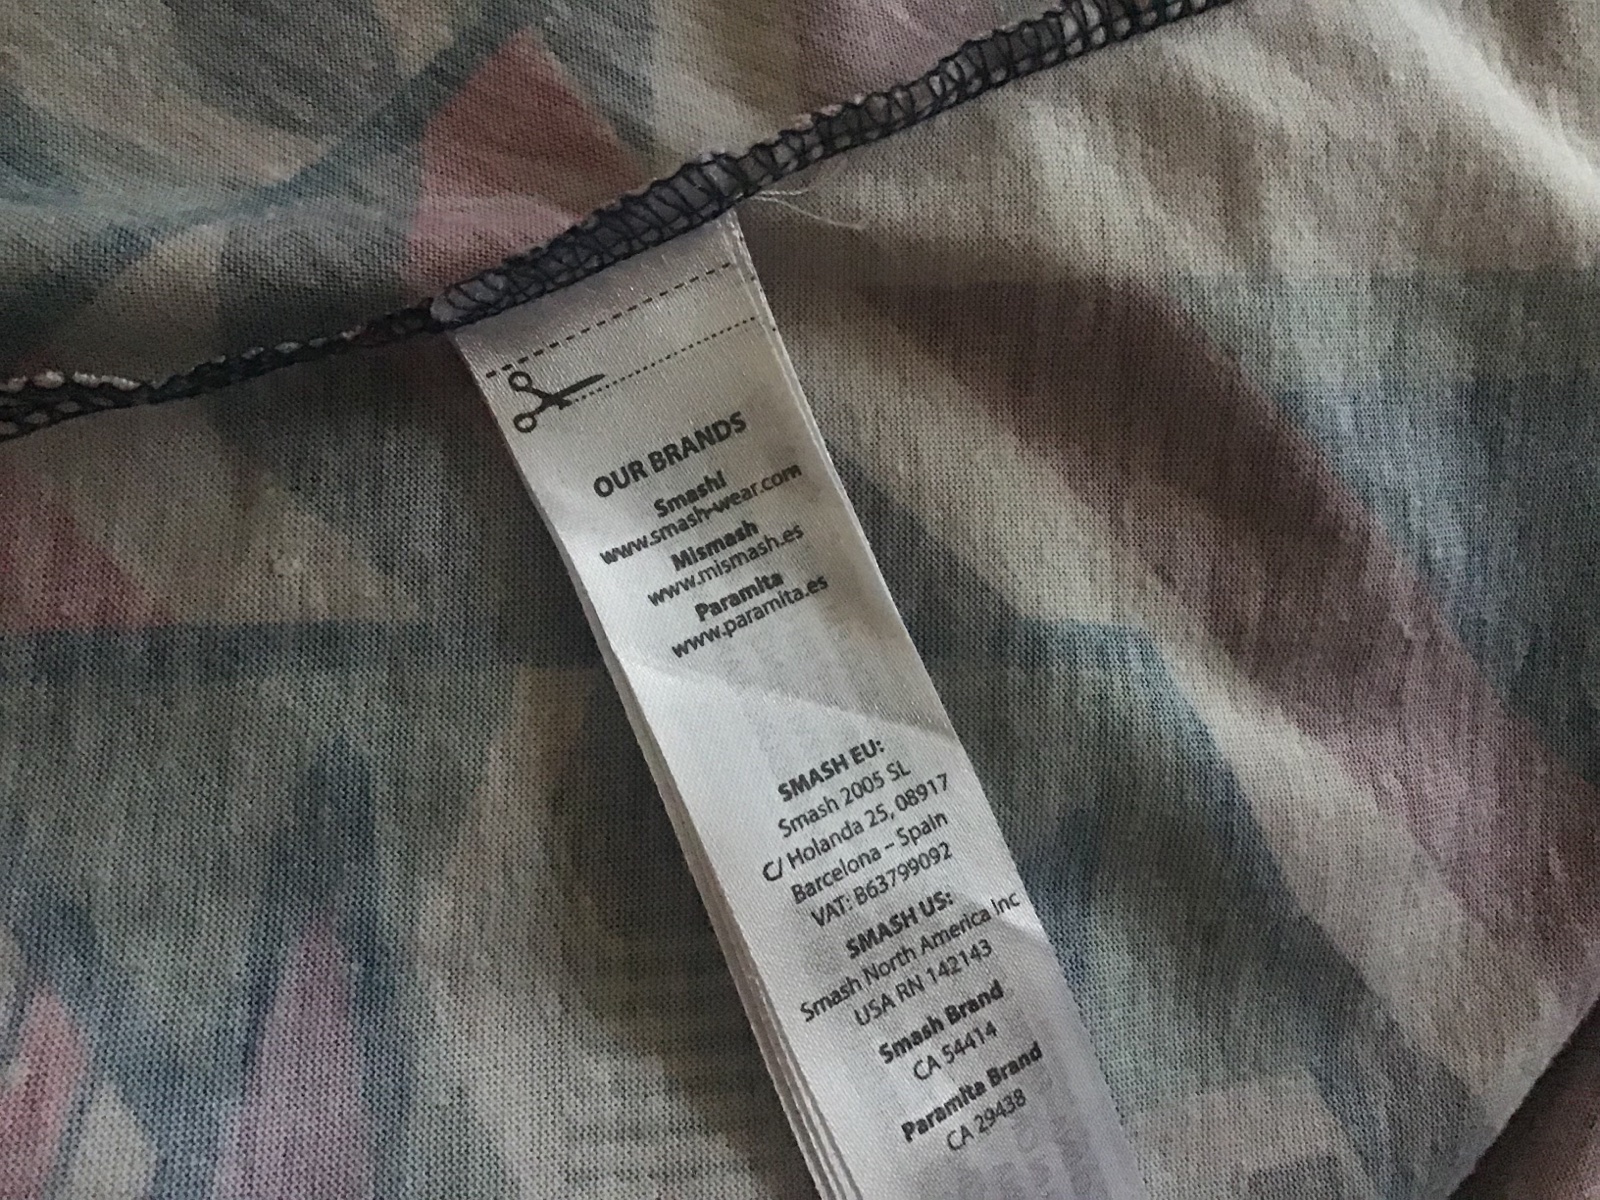 OUR BRANDS
Smash!
www.smash-wear.com
Mismash
www.mismash.es
Paramita
www.paramita.es
SMASH EU:
Smash 2005 SL
C/ Holanda 25, 08917
Barcelona – Spain
VAT: B63799092
SMASH US:
Smash North America Inc
USA RN 142143
Smash Brand
CA 54414
Paramita Brand
CA 29438